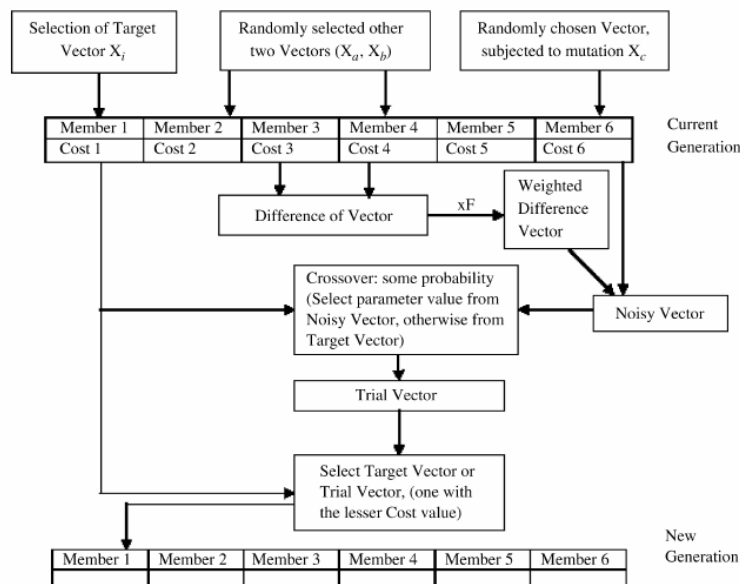 Selection of Target
Vector Xi
Randomly selected other
two Vectors (Xa, Xb)
Randomly chosen Vector,
subjected to mutation Xc
Member 1 Member 2 Member 3 Member 4 Member 5 Member 6
Cost 1 Cost 2 Cost 3 Cost 4 Cost 5 Cost 6
Current
Generation
Difference of Vector
xF
Weighted
Difference
Vector
Crossover: some probability
(Select parameter value from
Noisy Vector, otherwise from
Target Vector)
Noisy Vector
Trial Vector
Select Target Vector or
Trial Vector, (one with
the lesser Cost value)
New
Generation
Member 1 Member 2 Member 3 Member 4 Member 5 Member 6